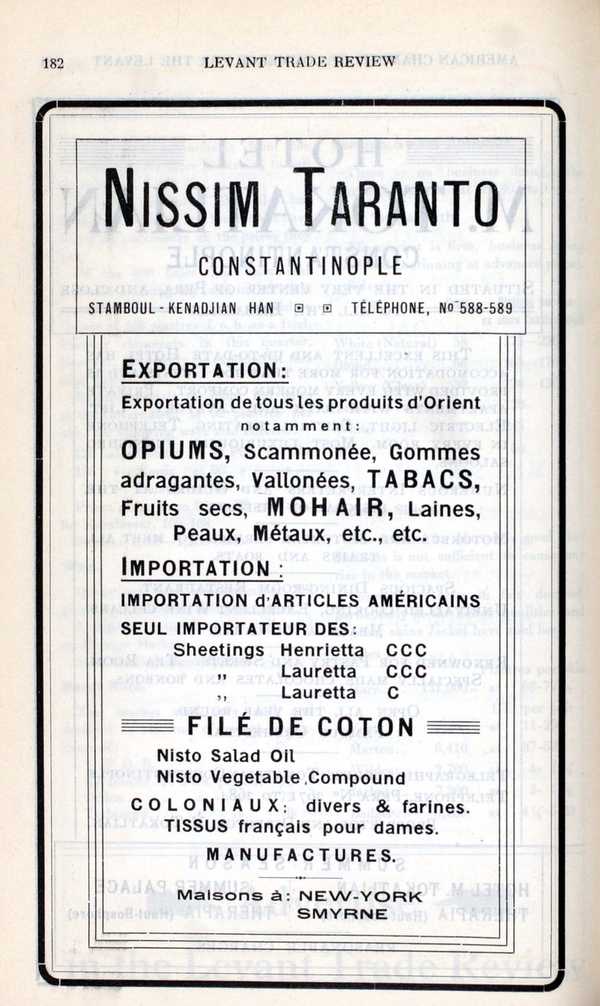 182 LEVANT TRADE REVIEW
NISSIM TARANTO
CONSTANTINOPLE
STAMBOUL - KENADJIAN HAN TÉLÉPHONE, No 588-589
EXPORTATION:
Exportation de tous les produits d'Orient
notamment:
OPIUMS, Scammonée, Gommes
adragantes, Vallonées, TABACS,
Fruits secs, MOHAIR, Laines,
Peaux, Métaux, etc., etc.
IMPORTATION :
IMPORTATION d'ARTICLES AMÉRICAINS
SEUL IMPORTATEUR DES:
Sheetings Henrietta CCC
„ Lauretta CCC
„ Lauretta C
FILÉ DE COTON
Nisto Salad Oil
Nisto Vegetable Compound
COLONIAUX: divers & farines.
TISSUS français pour dames.
MANUFACTURES.
Maisons à: NEW-YORK
SMYRNE